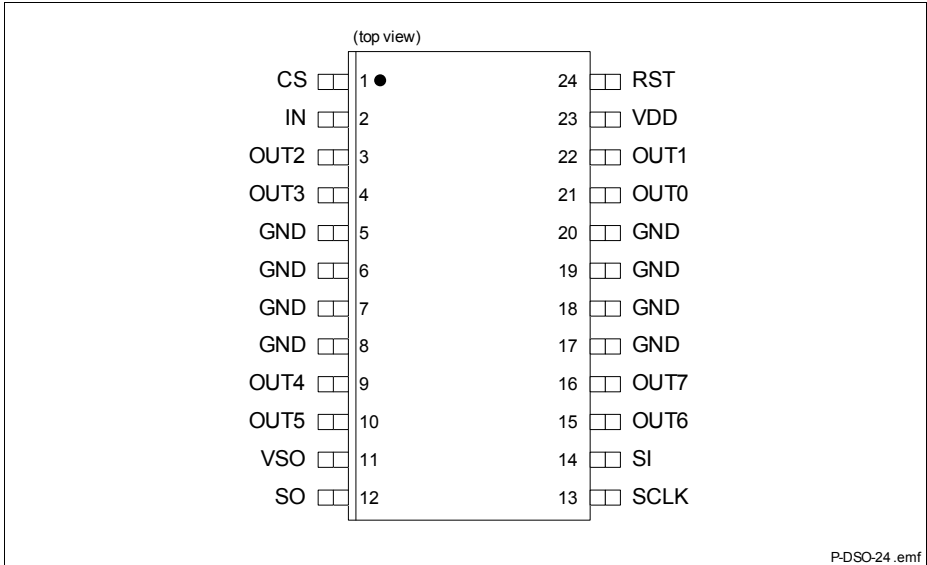 (top view)
CS 1 24 RST
IN 2 23 VDD
OUT2 3 22 OUT1
OUT3 4 21 OUT0
GND 5 20 GND
GND 6 19 GND
GND 7 18 GND
GND 8 17 GND
OUT4 9 16 OUT7
OUT5 10 15 OUT6
VSO 11 14 SI
SO 12 13 SCLK
P-DSO-24 .emf